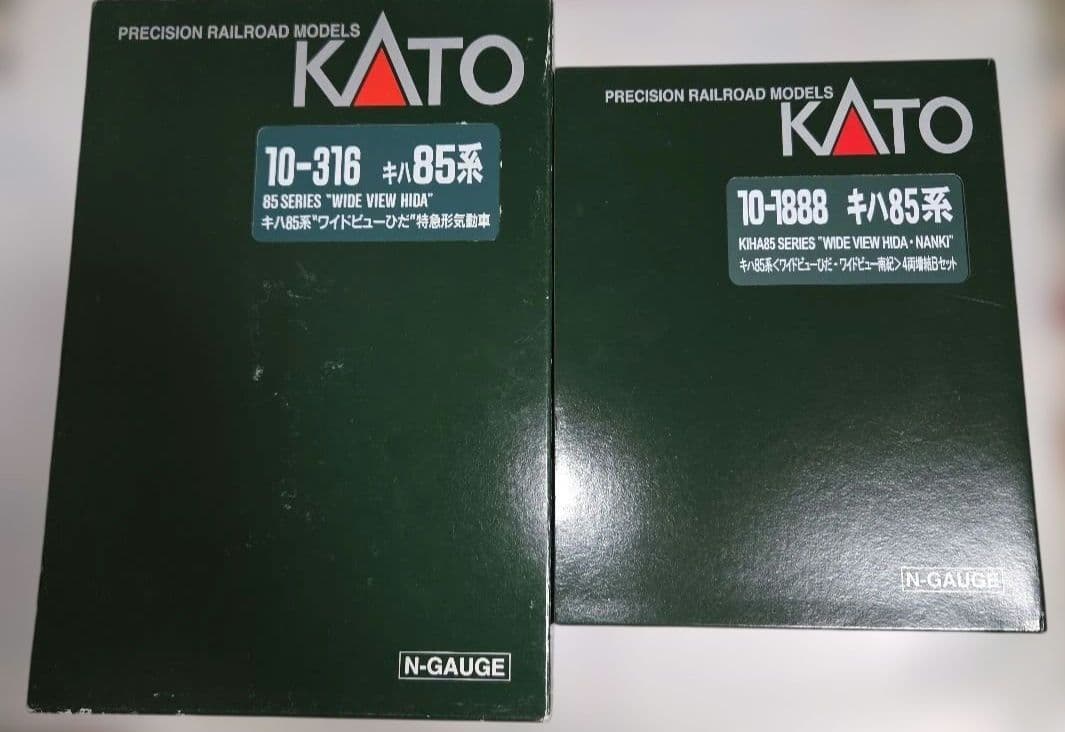 PRECISION RAILROAD MODELS
KATO
10-316 キハ85系
85 SERIES "WIDE VIEW HIDA"
キハ85系"ワイドビューひだ"特急形気動車
N-GAUGE
PRECISION RAILROAD MODELS
KATO
10-1888 キハ85系
KIHA85 SERIES "WIDE VIEW HIDA・NANKI"
キハ85系<ワイドビューひだ・ワイドビュー南紀>4両増結Bセット
N-GAUGE